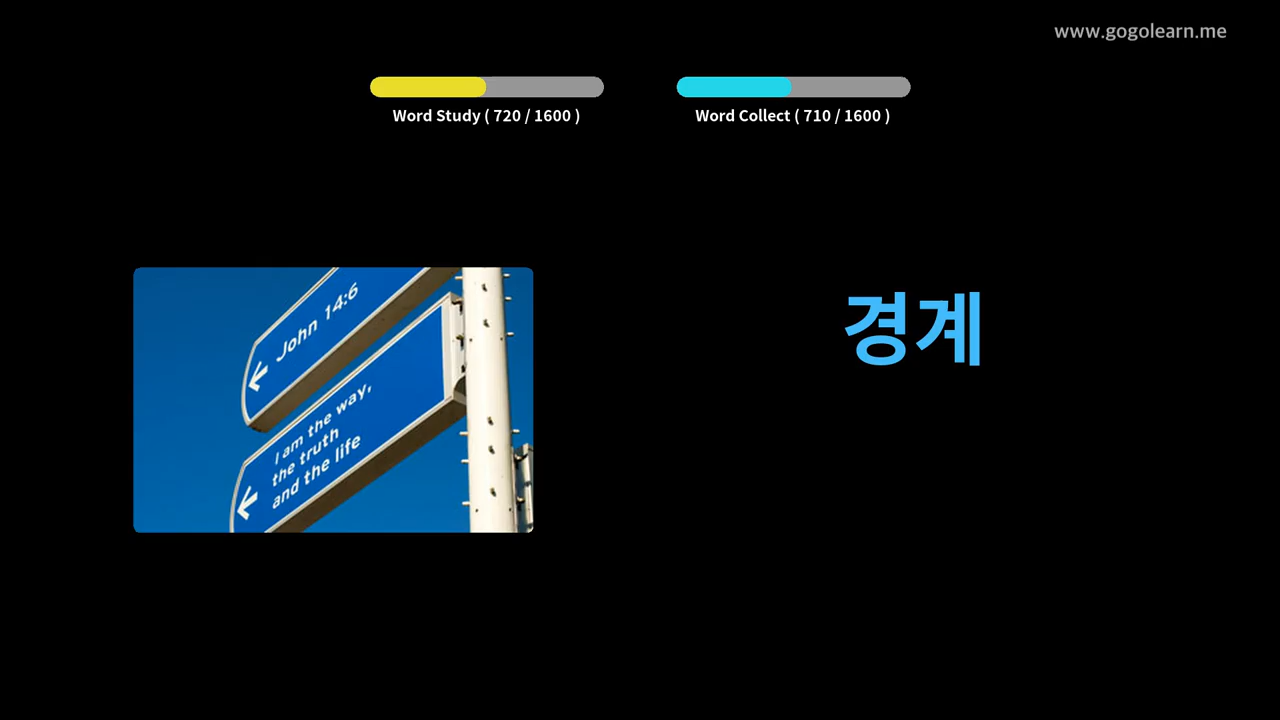 www.gogolearn.me
Word Study ( 720 / 1600 )
Word Collect ( 710 / 1600 )
경계
John 14:6
I am the way,
the truth
and the life